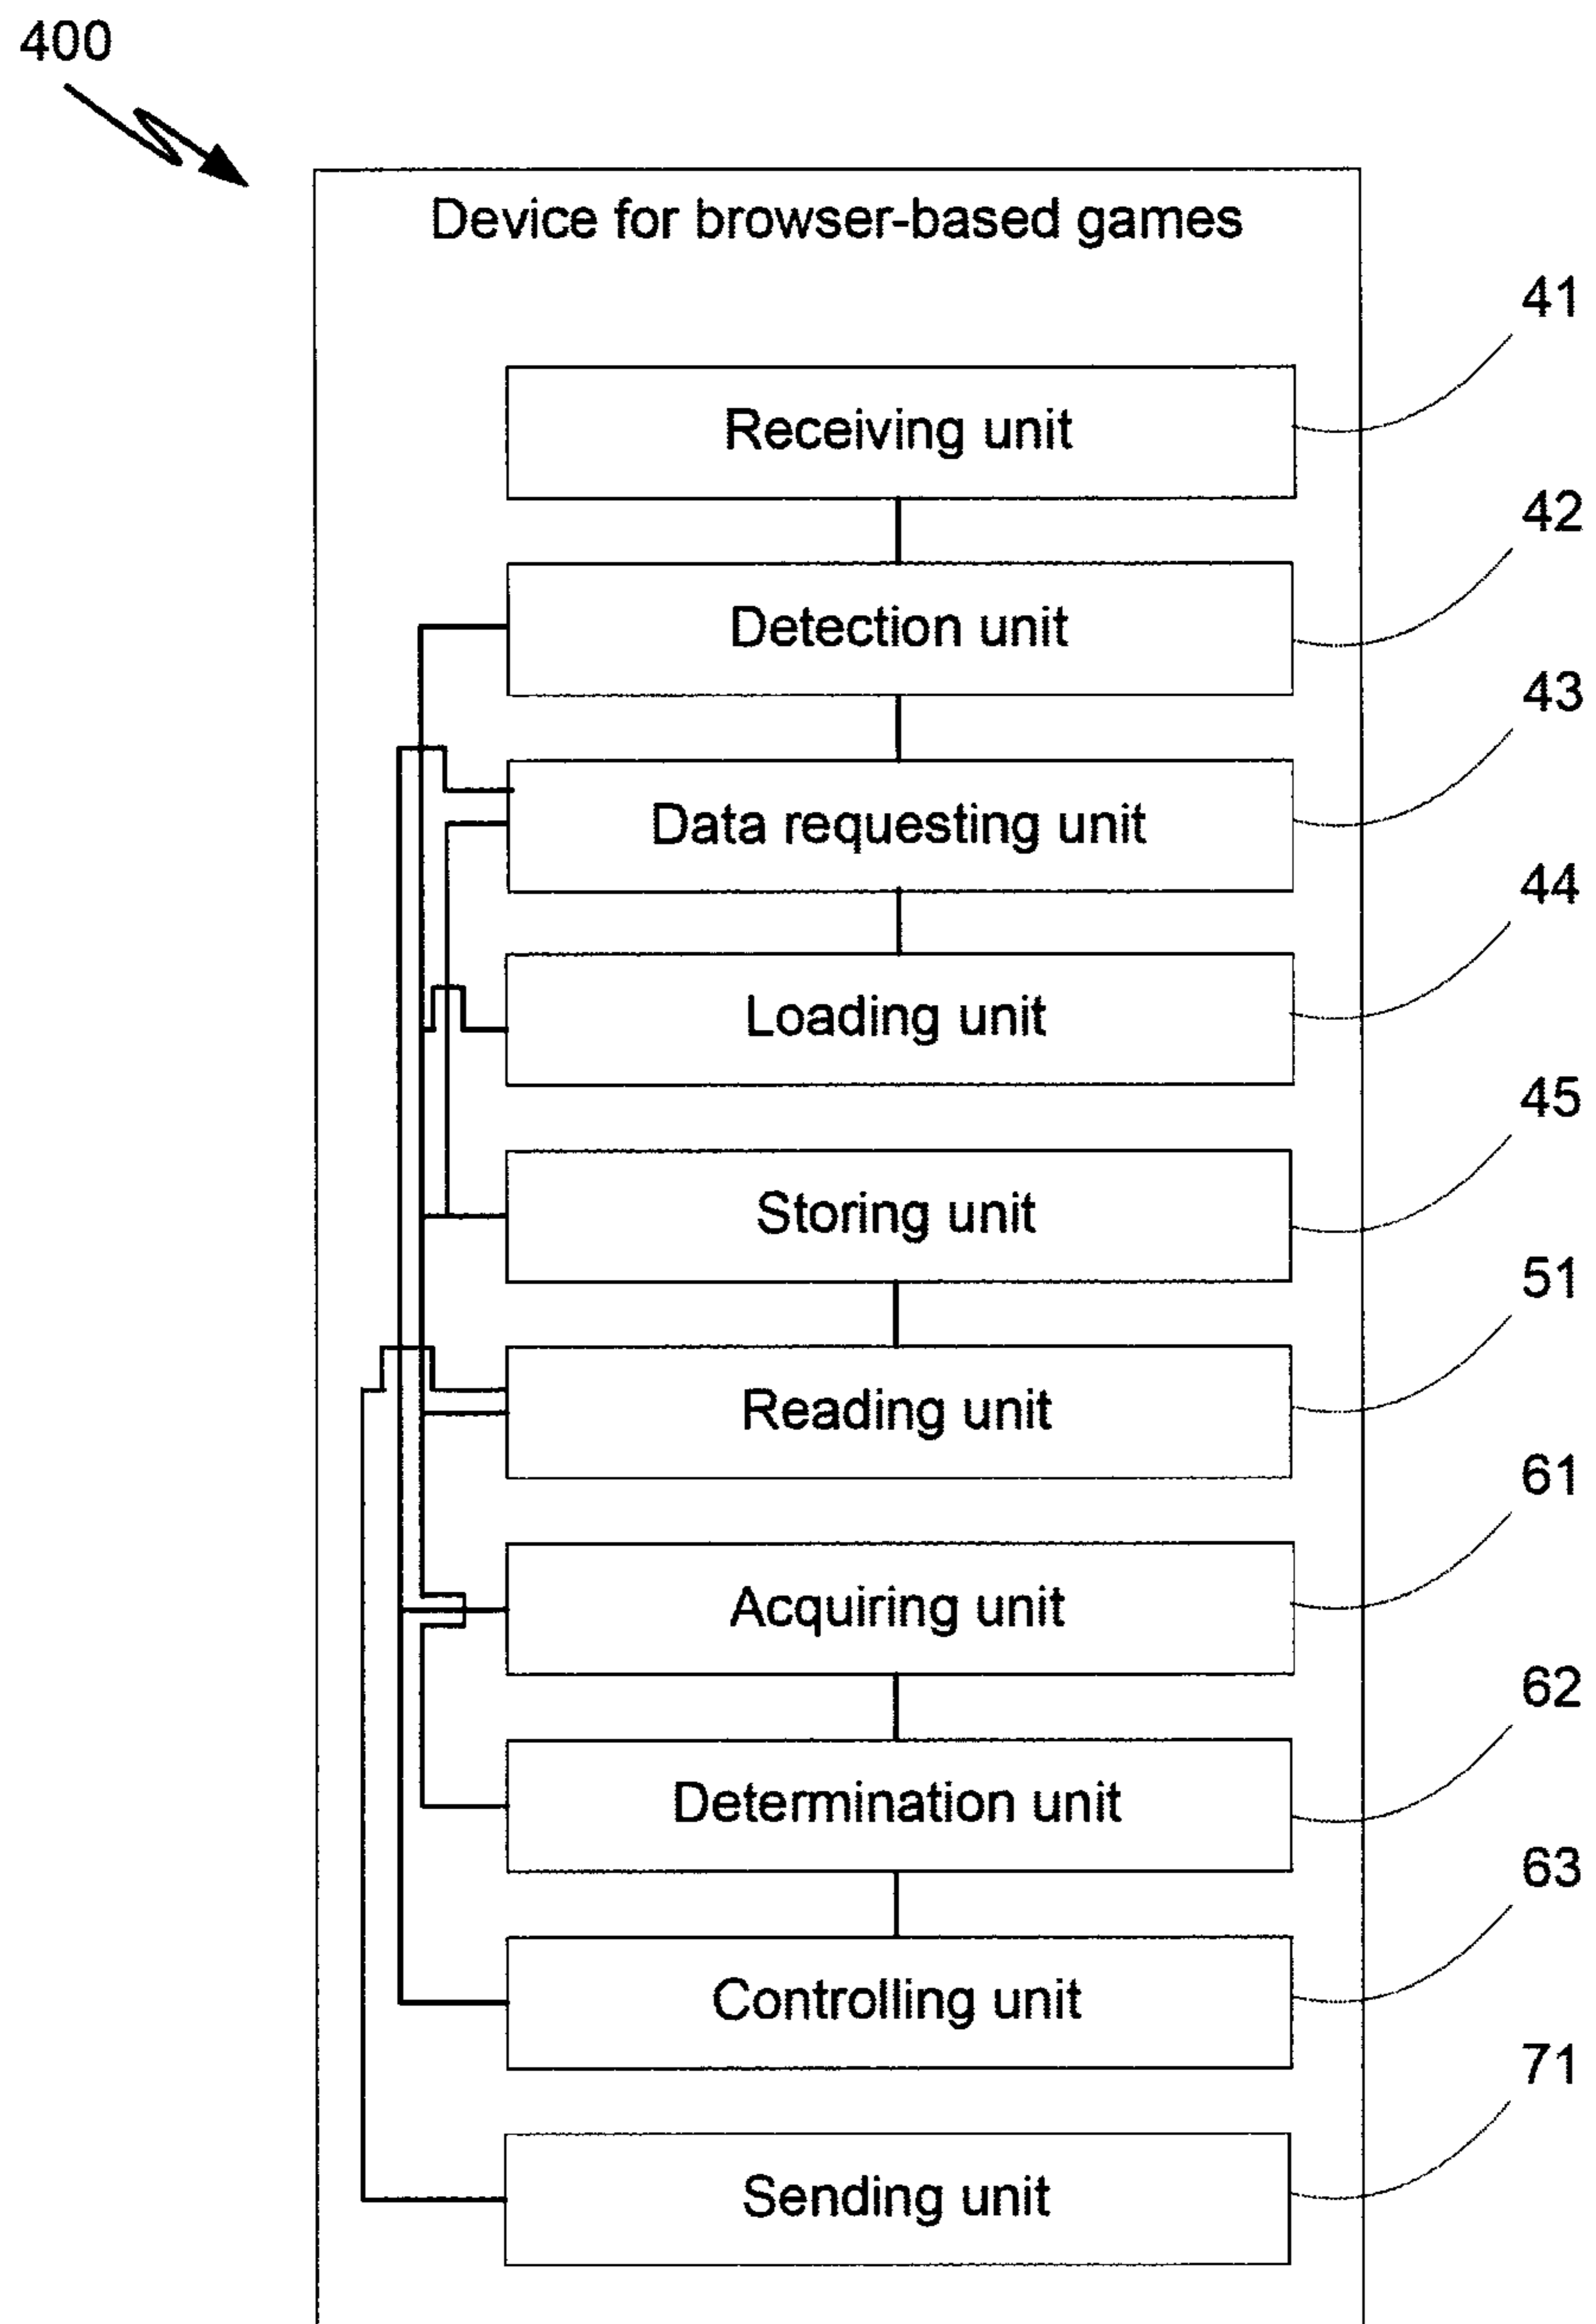 400
Device for browser-based games
41
Receiving unit
42
Detection unit
43
Data requesting unit
44
Loading unit
45
Storing unit
51
Reading unit
61
Acquiring unit
62
Determination unit
63
Controlling unit
71
Sending unit